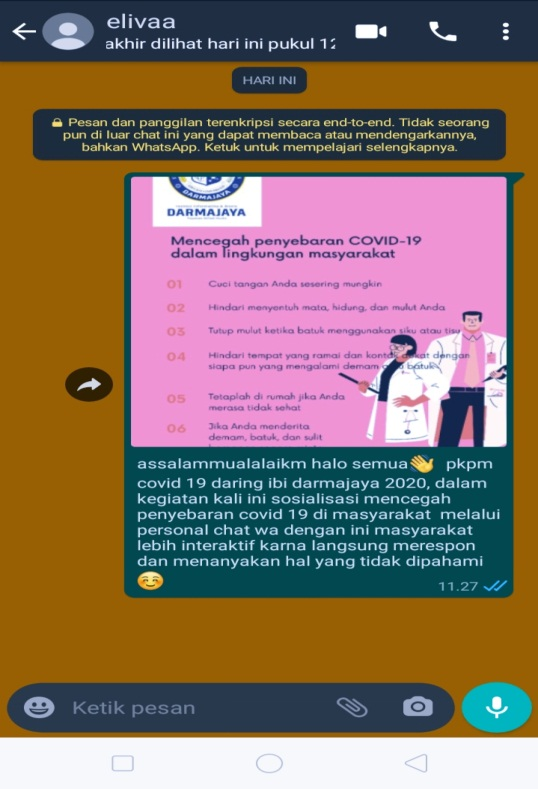 elivaa
akhir dilihat hari ini pukul 12
HARI INI
Pesan dan panggilan terenkripsi secara end-to-end. Tidak seorang
pun di luar chat ini yang dapat membaca atau mendengarkannya,
bahkan WhatsApp. Ketuk untuk mempelajari selengkapnya.
DARMAJAYA
DARMAJAYA
Mencegah penyebaran COVID-19
dalam lingkungan masyarakat
01 Cuci tangan Anda sesering mungkin
02 Hindari menyentuh mata, hidung, dan mulut Anda
03 Tutup mulut ketika batuk menggunakan siku atau tisu
04 Hindari tempat yang ramai dan kontak dekat dengan
siapa pun yang mengalami demam atau batuk
05 Tetaplah di rumah jika Anda
merasa tidak sehat
06 Jika Anda menderita
demam, batuk, dan sulit
assalammualalaikm halo semua👋 pkpm
covid 19 daring ibi darmajaya 2020, dalam
kegiatan kali ini sosialisasi mencegah
penyebaran covid 19 di masyarakat melalui
personal chat wa dengan ini masyarakat
lebih interaktif karna langsung merespon
dan menanyakan hal yang tidak dipahami
☺️
11.27
Ketik pesan